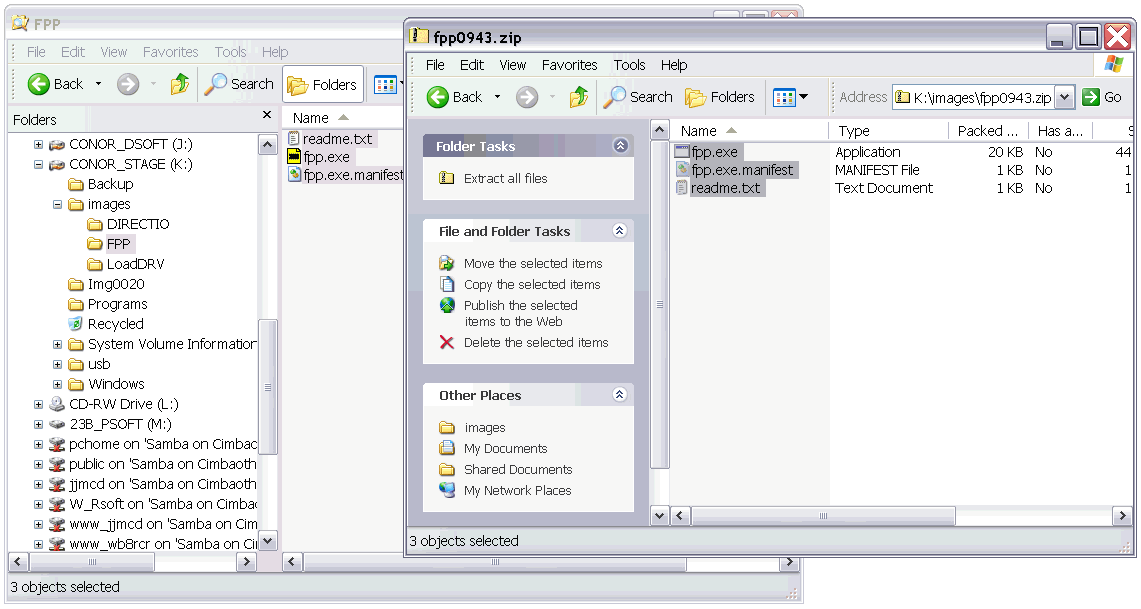 FPP
File Edit View Favorites Tools Help
Back Search Folders
Folders
CONOR_DSOFT (J:)
CONOR_STAGE (K:)
Backup
images
DIRECTIO
FPP
LoadDRV
Img0020
Programs
Recycled
System Volume Information
usb
Windows
CD-RW Drive (L:)
23B_PSOFT (M:)
pchome on 'Samba on Cimbac
public on 'Samba on Cimbaoth
jjmcd on 'Samba on Cimbaoth
W_Rsoft on 'Samba on Cimbac
www_jjmcd on 'Samba on Cim
www_wb8rcr on 'Samba on Ci
Name
readme.txt
fpp.exe
fpp.exe.manifest
3 objects selected
fpp0943.zip
File Edit View Favorites Tools Help
Back Search Folders Address K:\images\fpp0943.zip Go
Folder Tasks
Extract all files
File and Folder Tasks
Move the selected items
Copy the selected items
Publish the selected
items to the Web
Delete the selected items
Other Places
images
My Documents
Shared Documents
My Network Places
Name Type Packed ... Has a... S
fpp.exe Application 20 KB No 44
fpp.exe.manifest MANIFEST File 1 KB No 1
readme.txt Text Document 1 KB No 1
3 objects selected